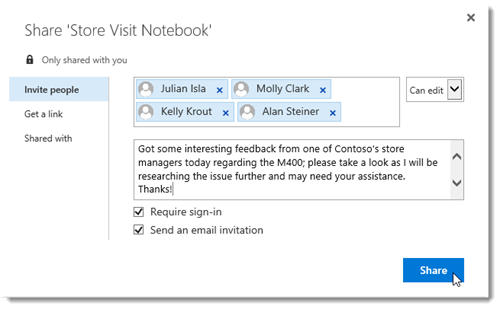 Share 'Store Visit Notebook'
Only shared with you
Invite people
Get a link
Shared with
Julian Isla x Molly Clark x
Kelly Krout x Alan Steiner x
Can edit
Got some interesting feedback from one of Contoso's store
managers today regarding the M400; please take a look as I will be
researching the issue further and may need your assistance.
Thanks!
Require sign-in
Send an email invitation
Share